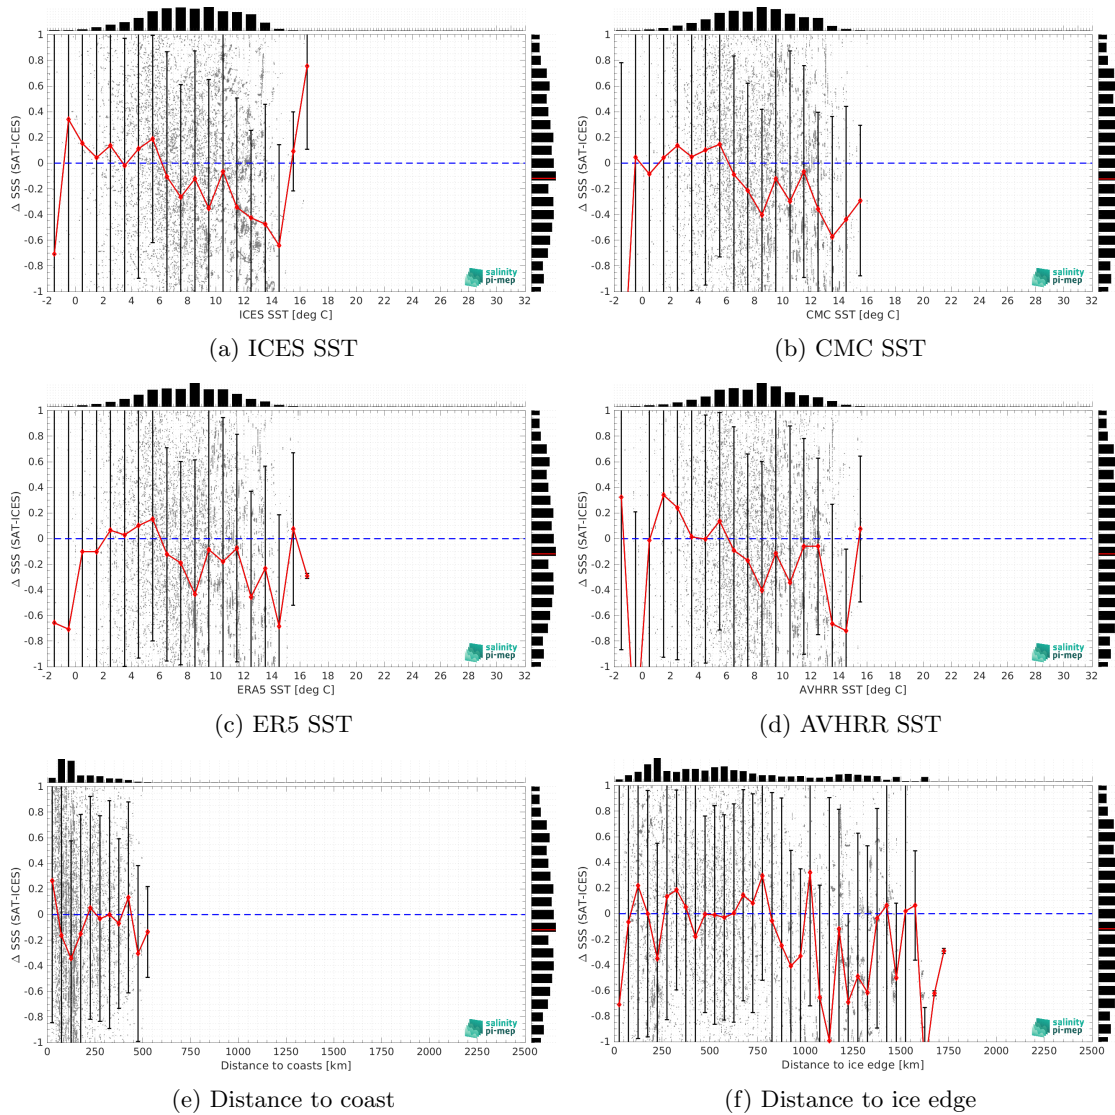 1
0.8
0.6
0.4
0.2
0
-0.2
-0.4
-0.6
-0.8
-1
Δ SSS (SAT-ICES)
salinity
pi-mep
-2 0 2 4 6 8 10 12 14 16 18 20 22 24 26 28 30 32
ICES SST [deg C]
(a) ICES SST
1
0.8
0.6
0.4
0.2
0
-0.2
-0.4
-0.6
-0.8
-1
Δ SSS (SAT-ICES)
salinity
pi-mep
-2 0 2 4 6 8 10 12 14 16 18 20 22 24 26 28 30 32
CMC SST [deg C]
(b) CMC SST
1
0.8
0.6
0.4
0.2
0
-0.2
-0.4
-0.6
-0.8
-1
Δ SSS (SAT-ICES)
salinity
pi-mep
-2 0 2 4 6 8 10 12 14 16 18 20 22 24 26 28 30 32
ERA5 SST [deg C]
(c) ER5 SST
1
0.8
0.6
0.4
0.2
0
-0.2
-0.4
-0.6
-0.8
-1
Δ SSS (SAT-ICES)
salinity
pi-mep
-2 0 2 4 6 8 10 12 14 16 18 20 22 24 26 28 30 32
AVHRR SST [deg C]
(d) AVHRR SST
1
0.8
0.6
0.4
0.2
0
-0.2
-0.4
-0.6
-0.8
-1
Δ SSS (SAT-ICES)
salinity
pi-mep
0 250 500 750 1000 1250 1500 1750 2000 2250 2500
Distance to coasts [km]
(e) Distance to coast
1
0.8
0.6
0.4
0.2
0
-0.2
-0.4
-0.6
-0.8
-1
Δ SSS (SAT-ICES)
salinity
pi-mep
0 250 500 750 1000 1250 1500 1750 2000 2250 2500
Distance to ice edge [km]
(f) Distance to ice edge